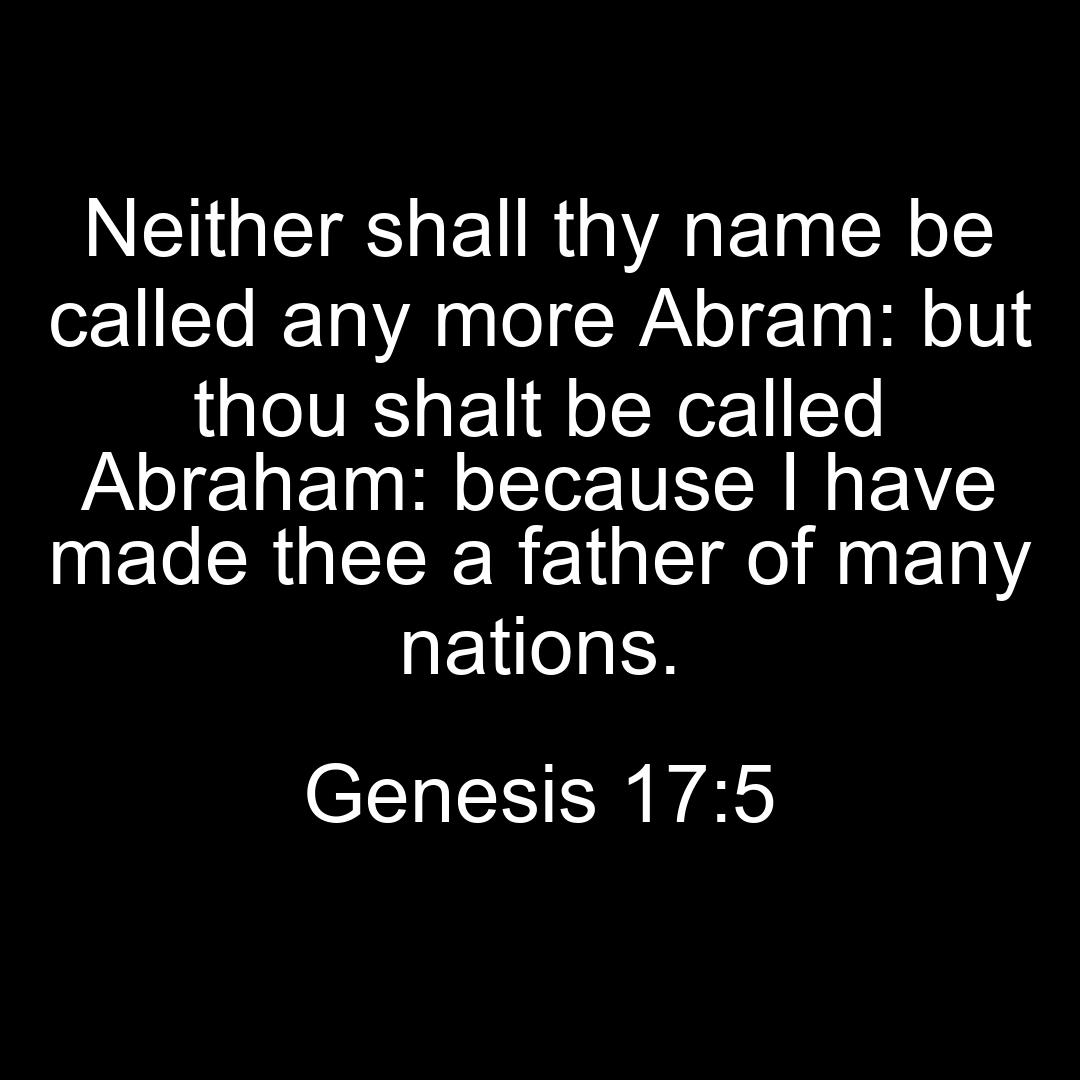 Neither shall thy name be
called any more Abram: but
thou shalt be called
Abraham: because I have
made thee a father of many
nations.
Genesis 17:5